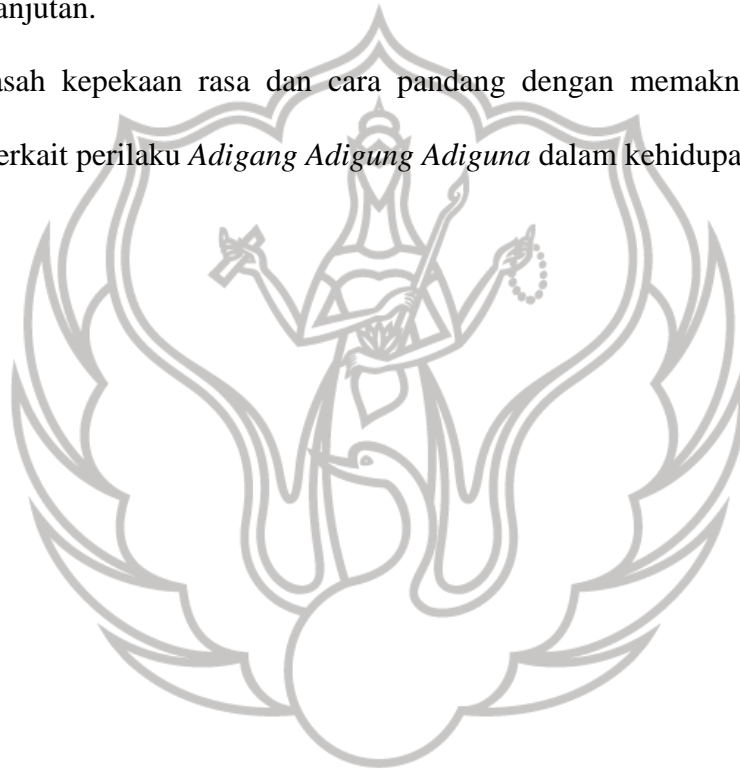 anjutan.
asah kepekaan rasa dan cara pandang dengan memakn
erkait perilaku Adigang Adigung Adiguna dalam kehidupa